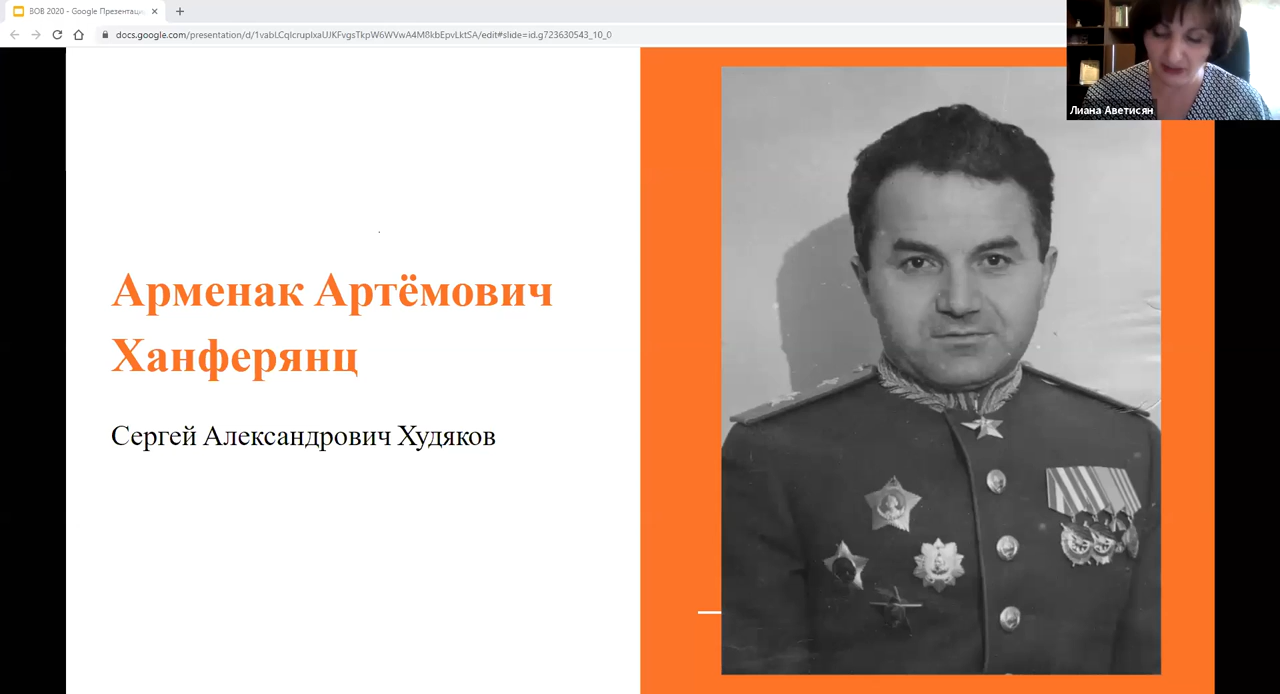 ВОВ 2020 - Google Презентаци
docs.google.com/presentation/d/1vabLCqIcrupIxaUJKFvgsTkpW6WVwA4M8kbEpvLktSA/edit#slide=id.g723630543_10_0
Лиана Аветисян
Арменак Артёмович
Ханферянц
Сергей Александрович Худяков